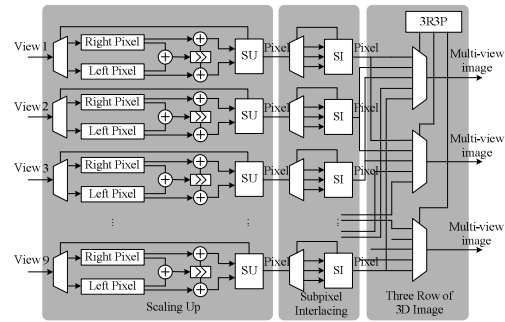 3R3P
View 1
Right Pixel
Left Pixel
SU
Pixel
SI
Pixel
Multi-view
image
View 2
Right Pixel
Left Pixel
SU
Pixel
SI
Pixel
View 3
Right Pixel
Left Pixel
SU
Pixel
SI
Pixel
Multi-view
image
View 9
Right Pixel
Left Pixel
SU
Pixel
SI
Pixel
Multi-view
image
Scaling Up
Subpixel
Interlacing
Three Row of
3D Image